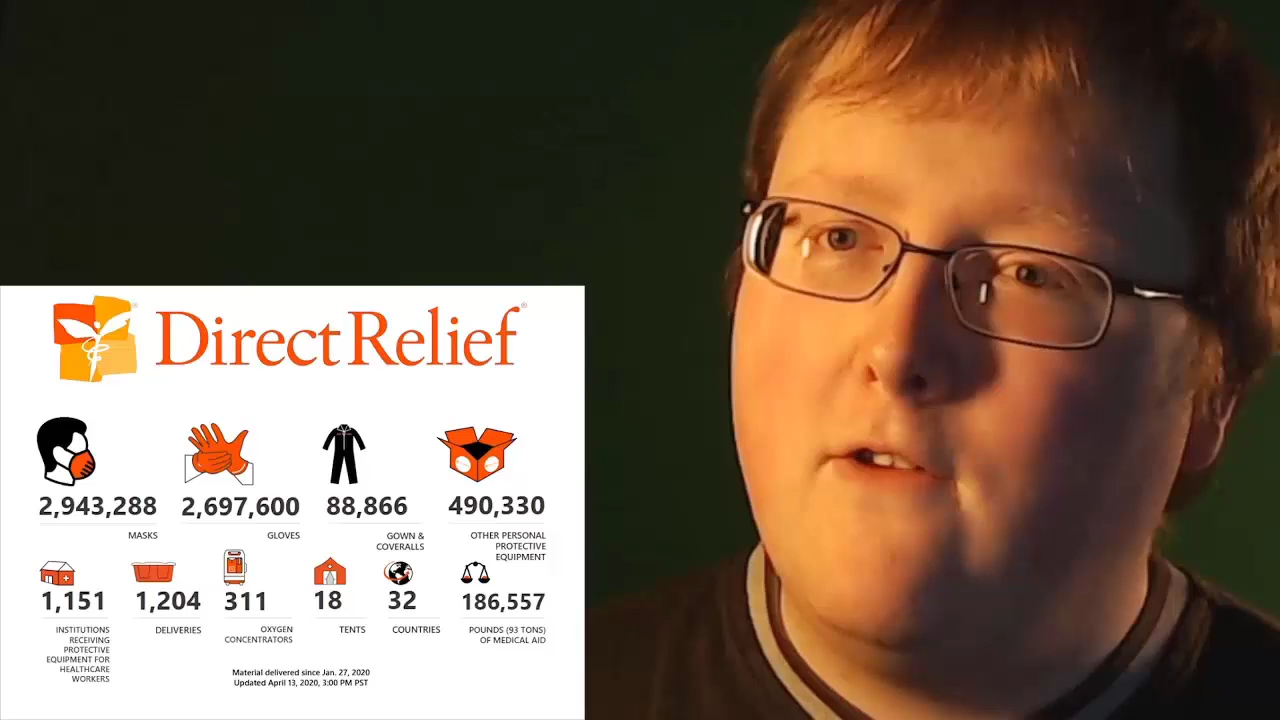 DirectRelief®
2,943,288
MASKS
2,697,600
GLOVES
88,866
GOWN &
COVERALLS
490,330
OTHER PERSONAL
PROTECTIVE
EQUIPMENT
1,151
INSTITUTIONS
RECEIVING
PROTECTIVE
EQUIPMENT FOR
HEALTHCARE
WORKERS
1,204
DELIVERIES
311
OXYGEN
CONCENTRATORS
18
TENTS
32
COUNTRIES
186,557
POUNDS (93 TONS)
OF MEDICAL AID
Material delivered since Jan. 27, 2020
Updated April 13, 2020, 3:00 PM PST